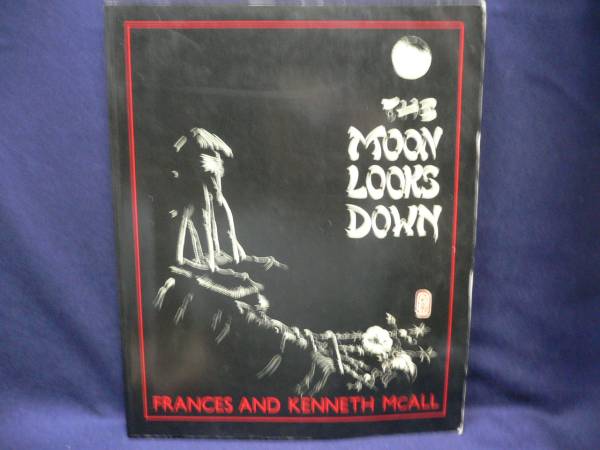 THE
MOON
LOOKS
DOWN
FRANCES AND KENNETH MCALL